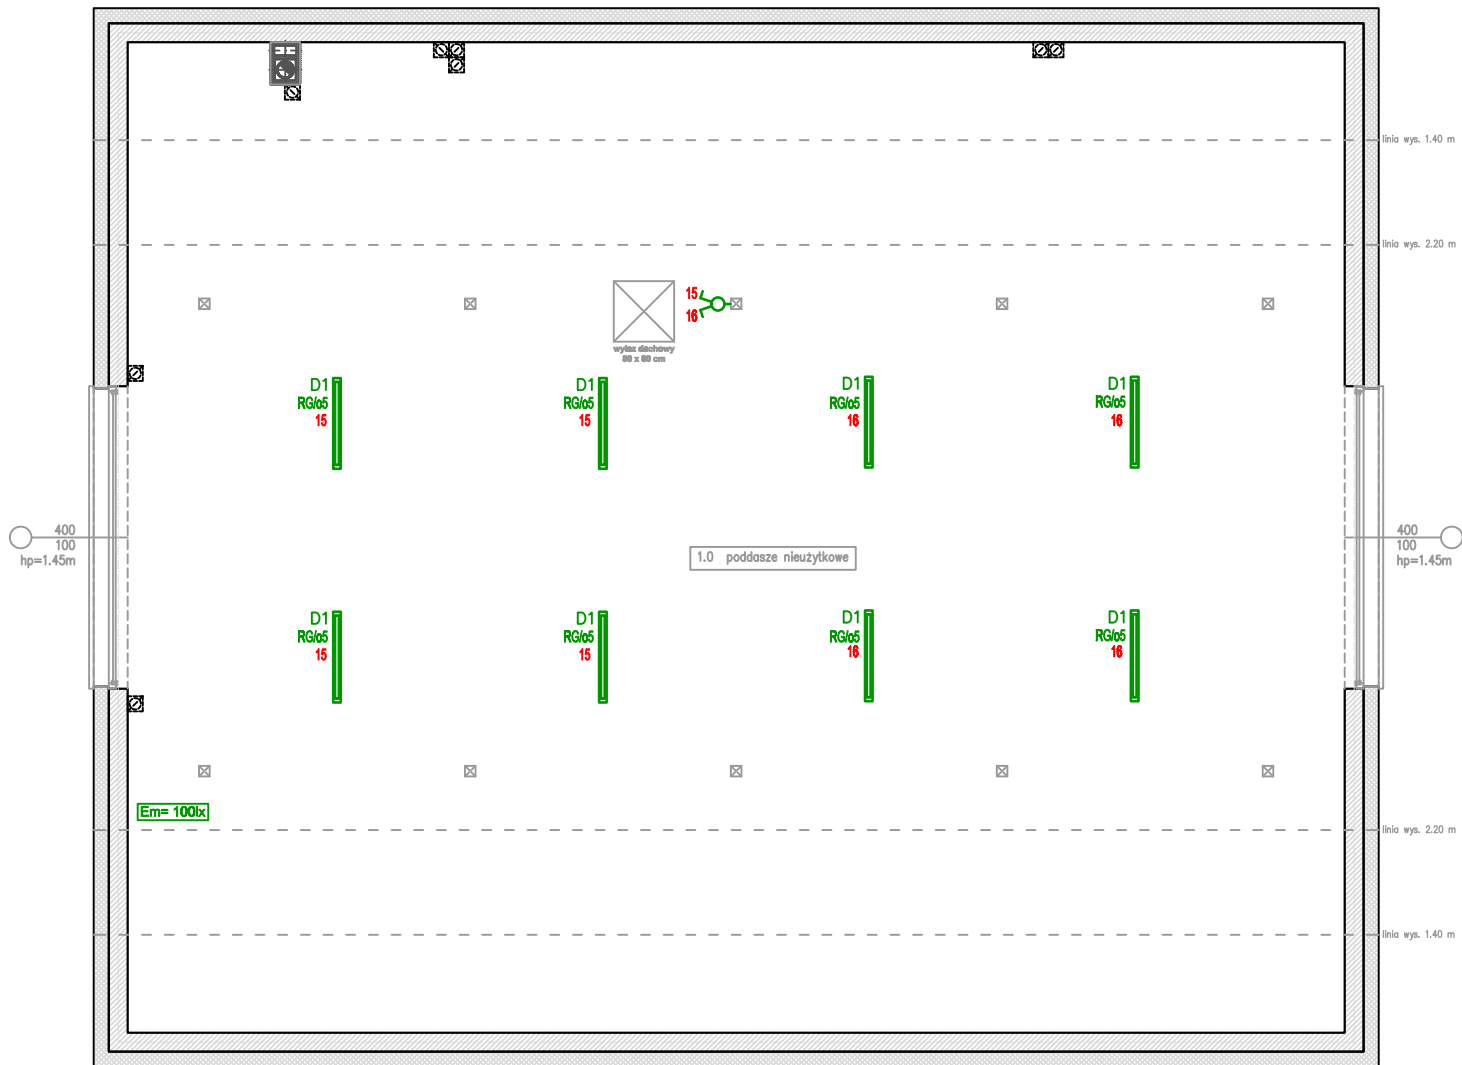 linia wys. 1.40 m
linia wys. 2.20 m
15
16
wyłaz dachowy
80 x 80 cm
D1
RG/o5
15
D1
RG/o5
15
D1
RG/o5
16
D1
RG/o5
16
400
100
hp=1.45m
400
100
hp=1.45m
1.0 poddasze nieużytkowe
D1
RG/o5
15
D1
RG/o5
15
D1
RG/o5
16
D1
RG/o5
16
Em= 100lx
linia wys. 2.20 m
linia wys. 1.40 m